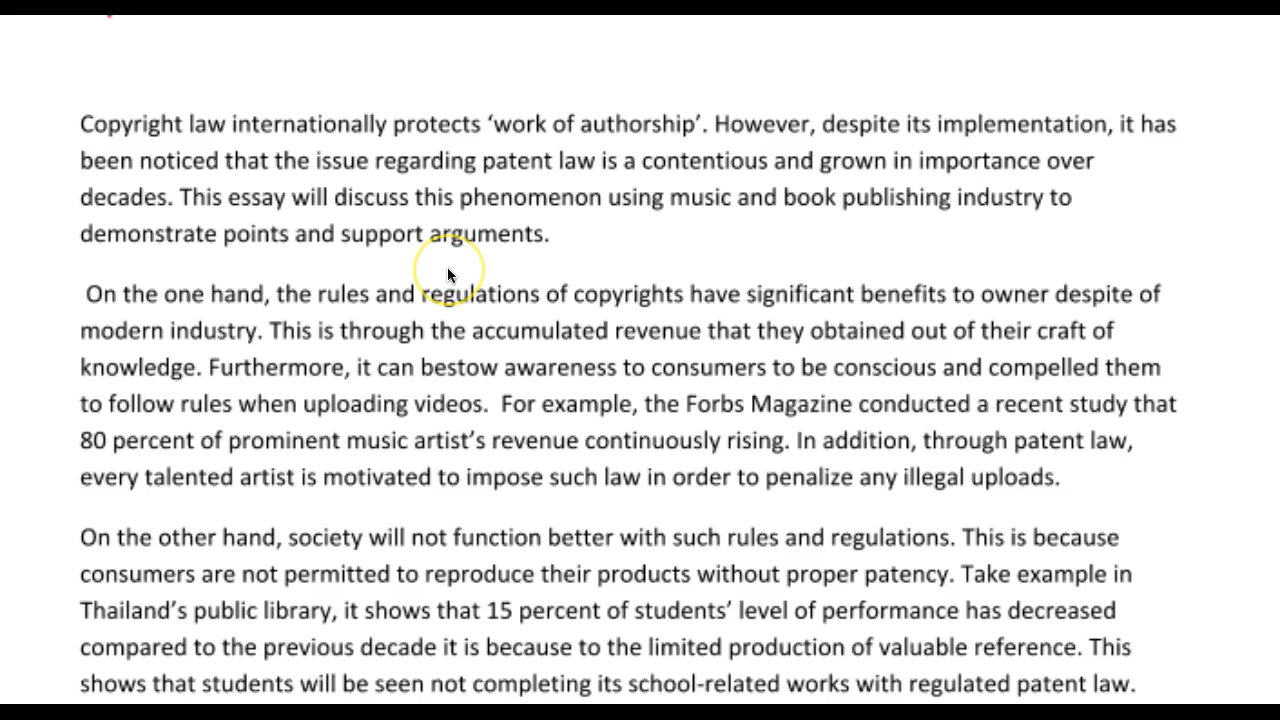 Copyright law internationally protects ‘work of authorship’. However, despite its implementation, it has
been noticed that the issue regarding patent law is a contentious and grown in importance over
decades. This essay will discuss this phenomenon using music and book publishing industry to
demonstrate points and support arguments.
On the one hand, the rules and regulations of copyrights have significant benefits to owner despite of
modern industry. This is through the accumulated revenue that they obtained out of their craft of
knowledge. Furthermore, it can bestow awareness to consumers to be conscious and compelled them
to follow rules when uploading videos.  For example, the Forbs Magazine conducted a recent study that
80 percent of prominent music artist’s revenue continuously rising. In addition, through patent law,
every talented artist is motivated to impose such law in order to penalize any illegal uploads.
On the other hand, society will not function better with such rules and regulations. This is because
consumers are not permitted to reproduce their products without proper patency. Take example in
Thailand’s public library, it shows that 15 percent of students’ level of performance has decreased
compared to the previous decade it is because to the limited production of valuable reference. This
shows that students will be seen not completing its school-related works with regulated patent law.